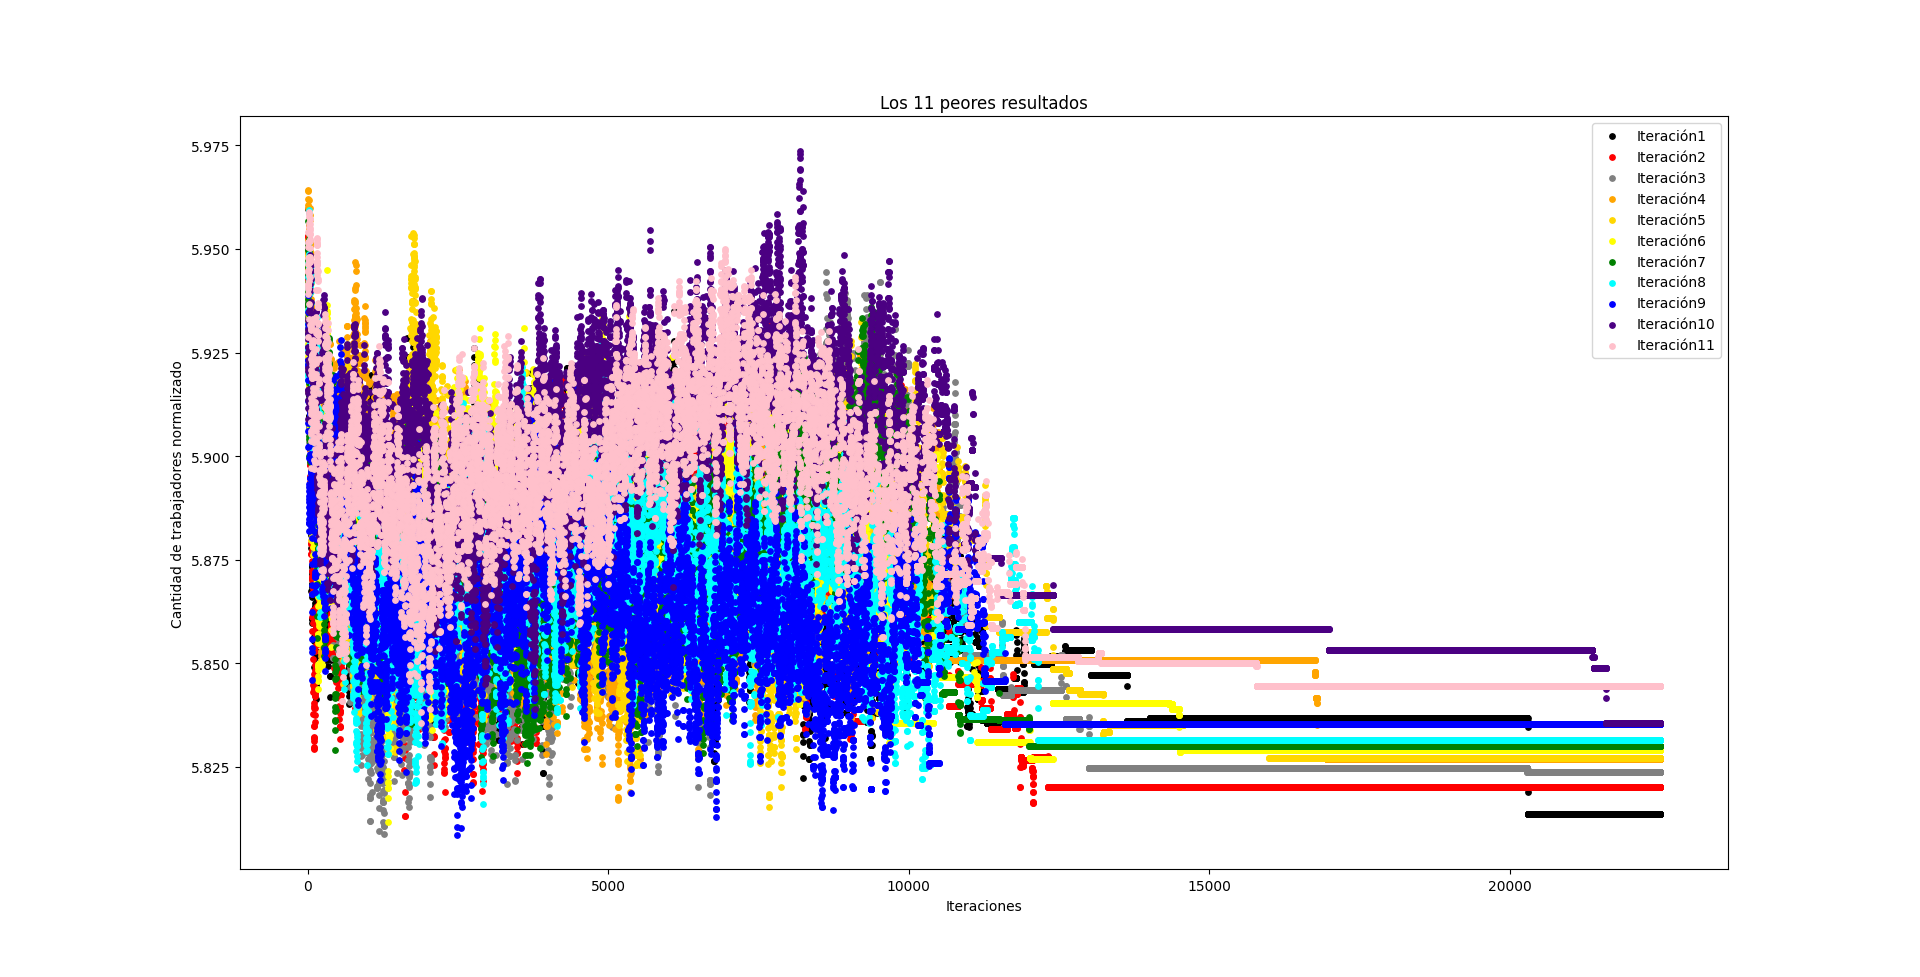 Los 11 peores resultados
Cantidad de trabajadores normalizado
5.975
5.950
5.925
5.900
5.875
5.850
5.825
0
5000
10000
15000
20000
Iteraciones
Iteración1
Iteración2
Iteración3
Iteración4
Iteración5
Iteración6
Iteración7
Iteración8
Iteración9
Iteración10
Iteración11